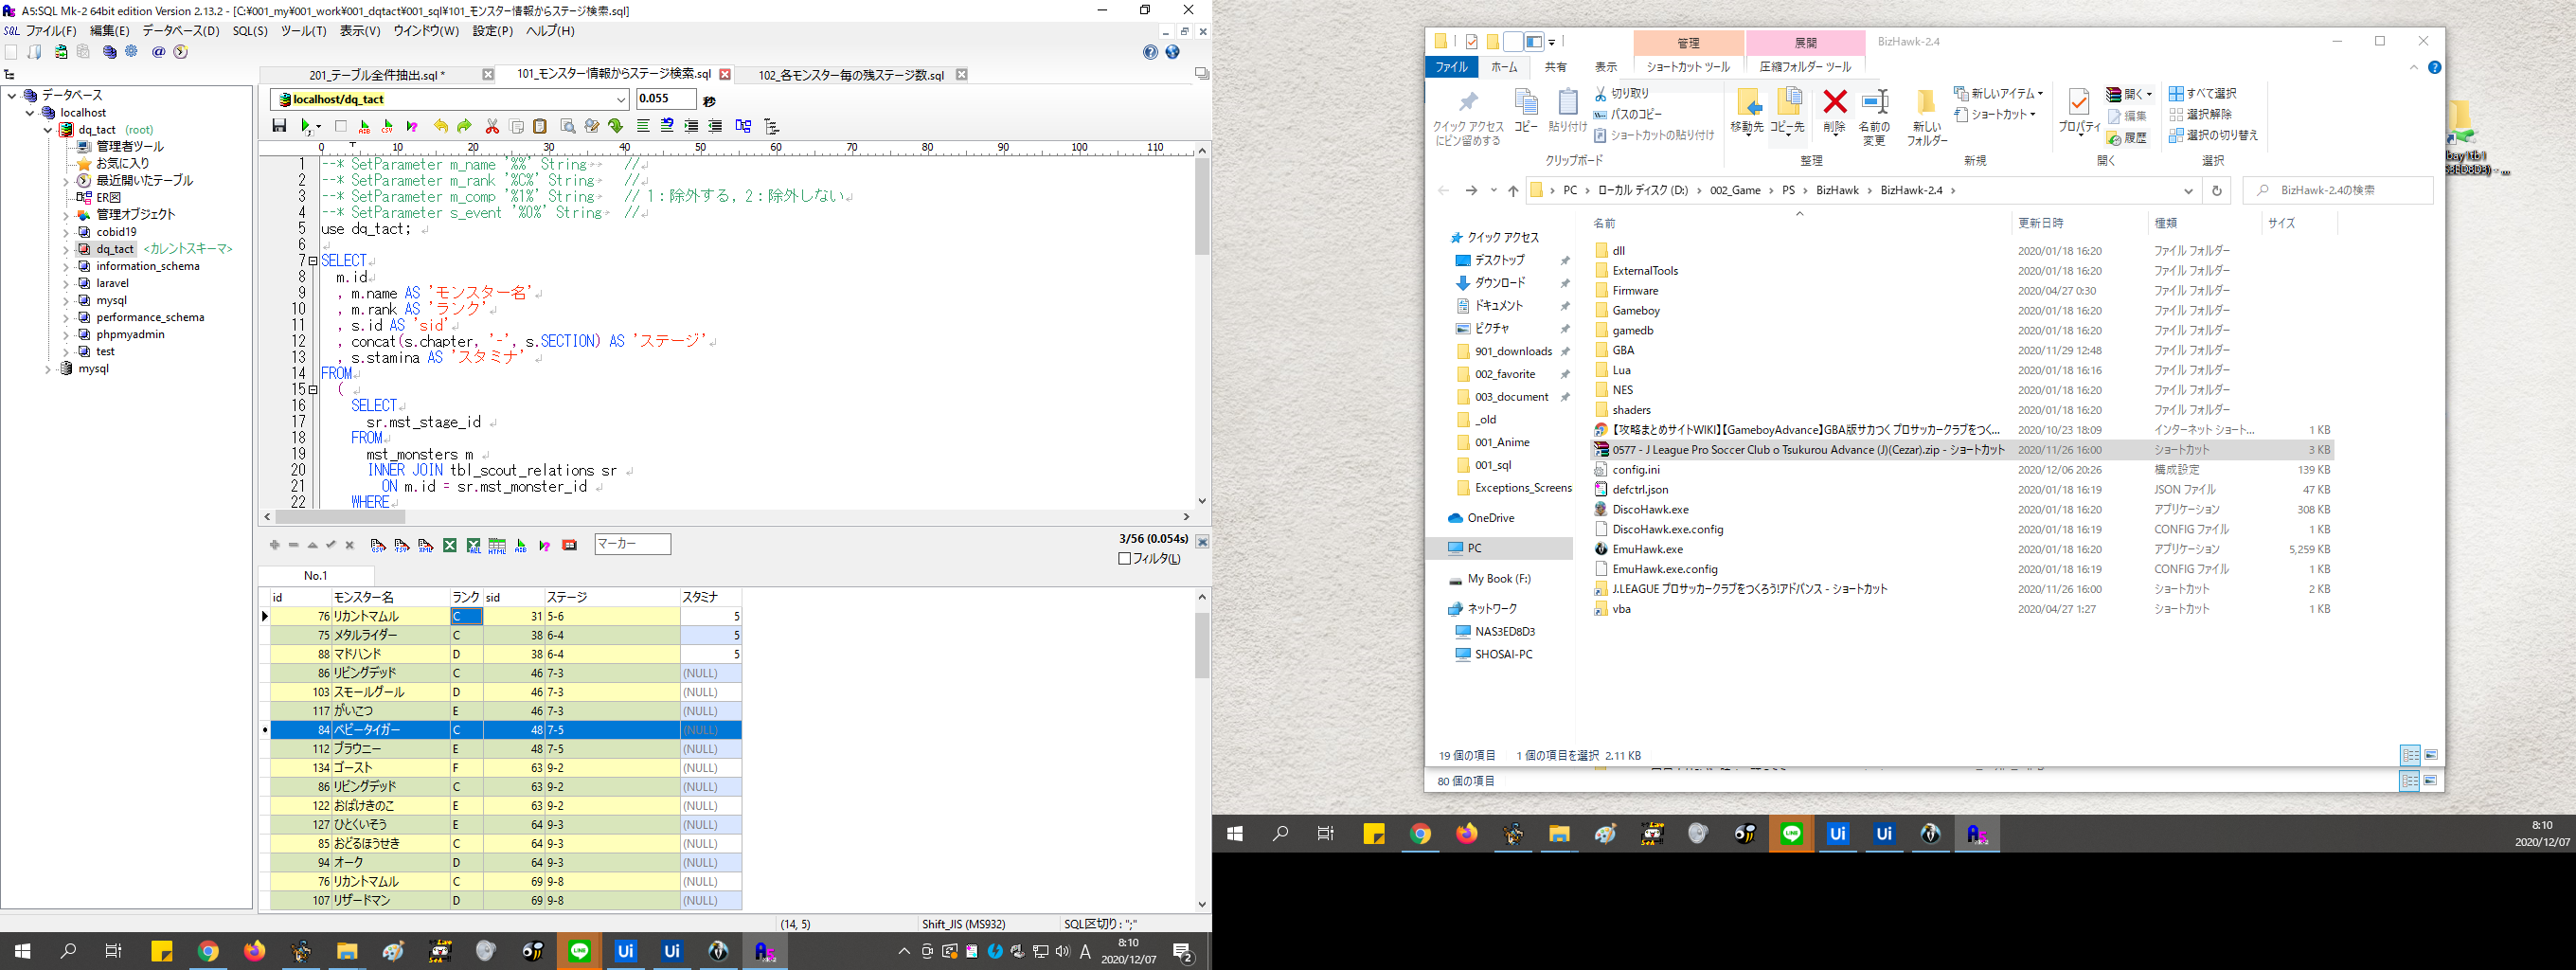 A5:SQL Mk-2 64bit edition Version 2.13.2 - [C:¥001_my¥001_work¥001_dqtact¥001_sql¥101_モンスター情報からステージ検索.sql]
SQL ファイル(F) 編集(E) データベース(D) SQL(S) ツール(T) 表示(V) ウインドウ(W) 設定(P) ヘルプ(H)
201_テーブル全件抽出.sql * 101_モンスター情報からステージ検索.sql 102_各モンスター毎の残ステージ数.sql
データベース
localhost
dq_tact (root)
管理者ツール
お気に入り
最近開いたテーブル
ER図
管理オブジェクト
cobid19
dq_tact <カレントスキーマ>
information_schema
laravel
mysql
performance_schema
phpmyadmin
test
mysql
localhost/dq_tact 0.055 秒
0 10 20 30 40 50 60 70 80 90 100 110
1 --* SetParameter m_name '%%' String //
2 --* SetParameter m_rank '%C%' String //
3 --* SetParameter m_comp '%1%' String // 1：除外する, 2：除外しない
4 --* SetParameter s_event '%0%' String //
5 use dq_tact;
6
7 SELECT
8 m.id
9 , m.name AS 'モンスター名'
10 , m.rank AS 'ランク'
11 , s.id AS 'sid'
12 , concat(s.chapter, '-', s.SECTION) AS 'ステージ'
13 , s.stamina AS 'スタミナ'
14 FROM
15 (
16 SELECT
17 sr.mst_stage_id
18 FROM
19 mst_monsters m
20 INNER JOIN tbl_scout_relations sr
21 ON m.id = sr.mst_monster_id
22 WHERE
マーカー
3/56 (0.054s)
フィルタ(L)
No.1
id モンスター名 ランク sid ステージ スタミナ
76 リカントマムル C 31 5-6 5
75 メタルライダー C 38 6-4 5
88 マドハンド D 38 6-4 5
86 リビングデッド C 46 7-3 (NULL)
103 スモールグール D 46 7-3 (NULL)
117 がいこつ E 46 7-3 (NULL)
84 ベビータイガー C 48 7-5 (NULL)
112 ブラウニー E 48 7-5 (NULL)
134 ゴースト F 63 9-2 (NULL)
86 リビングデッド C 63 9-2 (NULL)
122 おばけきのこ E 63 9-2 (NULL)
127 ひとくいそう E 64 9-3 (NULL)
85 おどるほうせき C 64 9-3 (NULL)
94 オーク D 64 9-3 (NULL)
76 リカントマムル C 69 9-8 (NULL)
107 リザードマン D 69 9-8 (NULL)
(14, 5) Shift_JIS (MS932) SQL区切り: ";"
8:10
2020/12/07
管理 展開 BizHawk-2.4
ファイル ホーム 共有 表示 ショートカット ツール 圧縮フォルダー ツール
クイック アクセスにピン留めする
コピー
貼り付け
切り取り
パスのコピー
ショートカットの貼り付け
クリップボード
移動先
コピー先
削除
名前の変更
整理
新しいフォルダー
新しいアイテム
ショートカット
新規
プロパティ
開く
編集
履歴
開く
すべて選択
選択解除
選択の切り替え
選択
PC › ローカル ディスク (D:) › 002_Game › PS › BizHawk › BizHawk-2.4 ›
BizHawk-2.4の検索
クイック アクセス
デスクトップ
ダウンロード
ドキュメント
ピクチャ
901_downloads
002_favorite
003_document
_old
001_Anime
001_sql
Exceptions_Screens
OneDrive
PC
My Book (F:)
ネットワーク
NAS3ED8D3
SHOSAI-PC
名前 更新日時 種類 サイズ
dll 2020/01/18 16:20 ファイル フォルダー
ExternalTools 2020/01/18 16:20 ファイル フォルダー
Firmware 2020/04/27 0:30 ファイル フォルダー
Gameboy 2020/01/18 16:20 ファイル フォルダー
gamedb 2020/01/18 16:20 ファイル フォルダー
GBA 2020/11/29 12:48 ファイル フォルダー
Lua 2020/01/18 16:16 ファイル フォルダー
NES 2020/01/18 16:20 ファイル フォルダー
shaders 2020/01/18 16:20 ファイル フォルダー
【攻略まとめサイトWIKI】【GameboyAdvance】GBA版サカつく プロサッカークラブをつく... 2020/10/23 18:09 インターネット ショート... 1 KB
0577 - J League Pro Soccer Club o Tsukurou Advance (J)(Cezar).zip - ショートカット 2020/11/26 16:00 ショートカット 3 KB
config.ini 2020/12/06 20:26 構成設定 139 KB
defctrl.json 2020/01/18 16:19 JSON ファイル 47 KB
DiscoHawk.exe 2020/01/18 16:20 アプリケーション 308 KB
DiscoHawk.exe.config 2020/01/18 16:19 CONFIG ファイル 1 KB
EmuHawk.exe 2020/01/18 16:20 アプリケーション 5,259 KB
EmuHawk.exe.config 2020/01/18 16:19 CONFIG ファイル 1 KB
J.LEAGUE プロサッカークラブをつくろう!アドバンス - ショートカット 2020/11/26 16:00 ショートカット 2 KB
vba 2020/04/27 1:27 ショートカット 1 KB
19 個の項目 1 個の項目を選択 2.11 KB
80 個の項目
8:10
2020/12/07